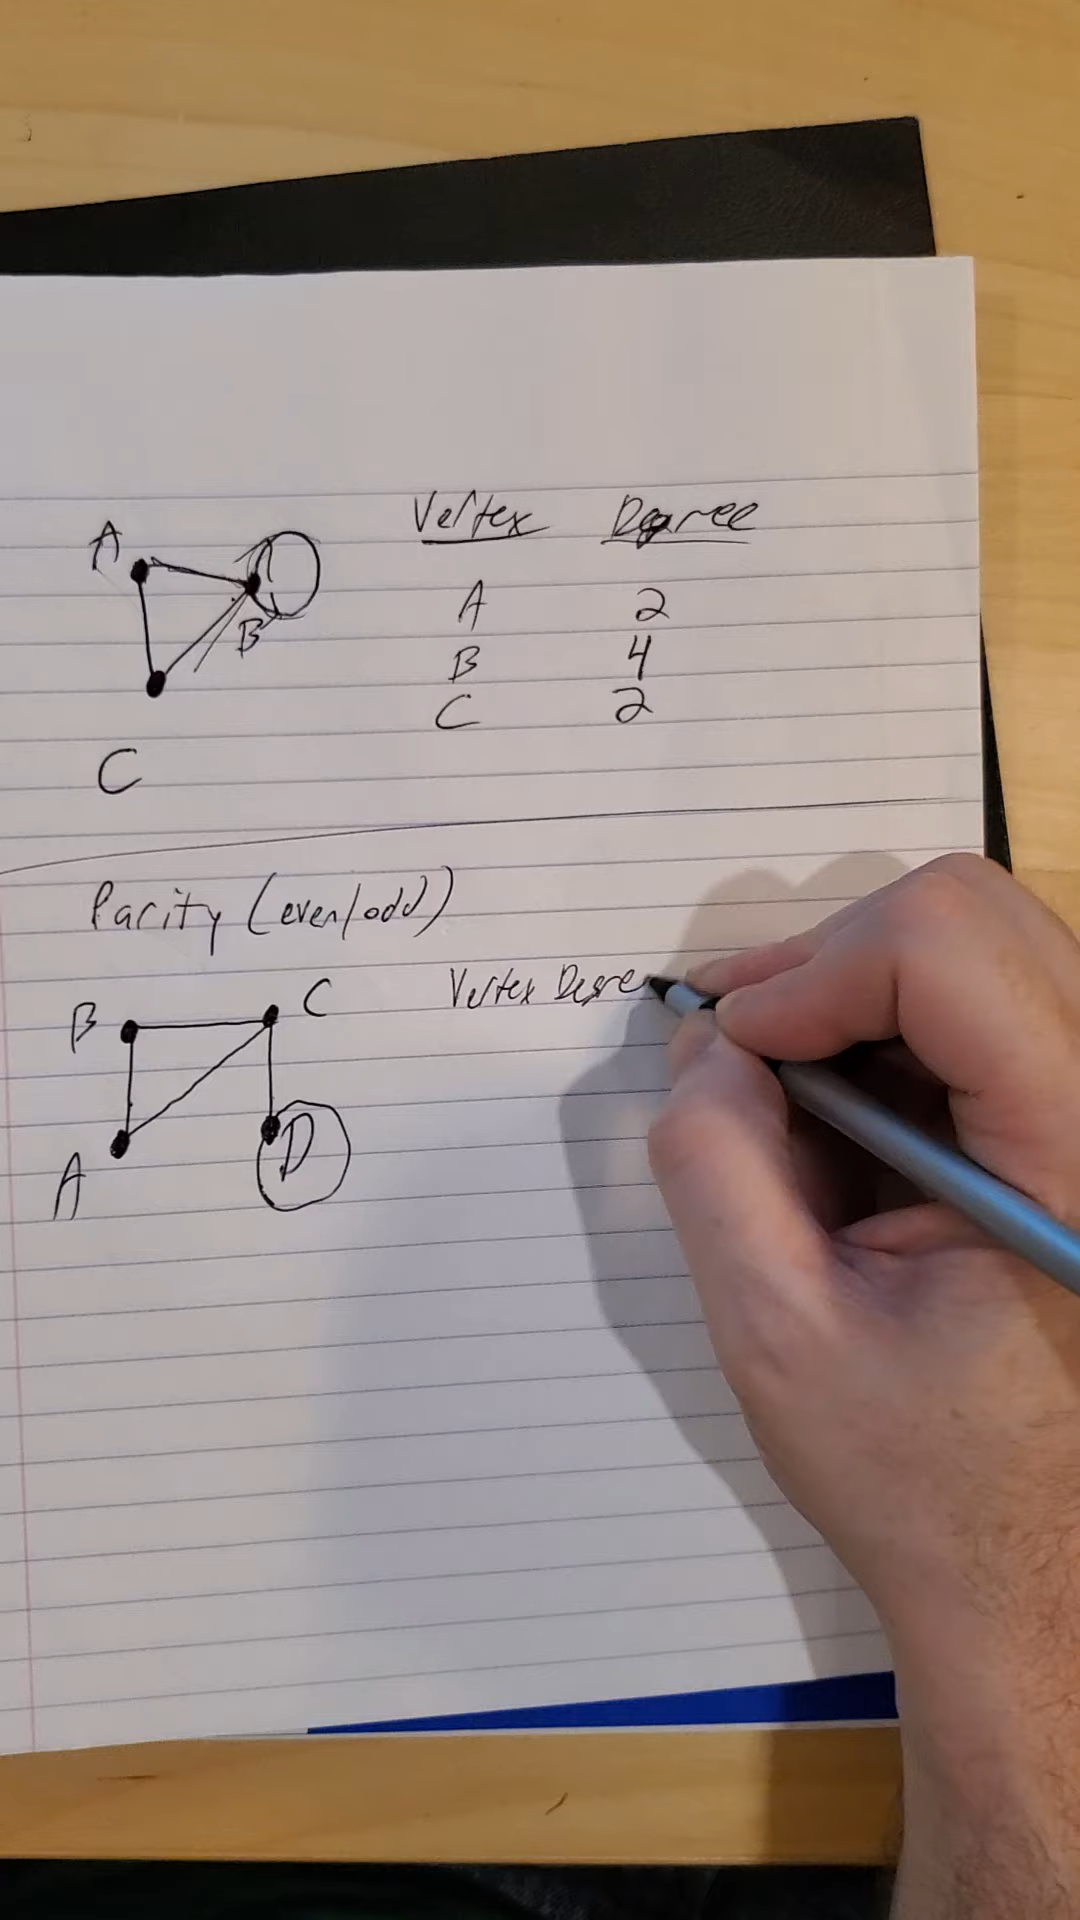 Vertex Degree
A
A 2
B
B 4
C 2
C
Parity (even/odd)
Vertex Degre
B C
D
A